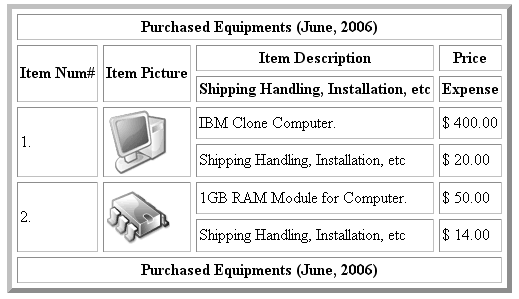 Purchased Equipments (June, 2006)
Item Num# Item Picture Item Description Price
Shipping Handling, Installation, etc Expense
1. IBM Clone Computer. $ 400.00
Shipping Handling, Installation, etc $ 20.00
2. 1GB RAM Module for Computer. $ 50.00
Shipping Handling, Installation, etc $ 14.00
Purchased Equipments (June, 2006)